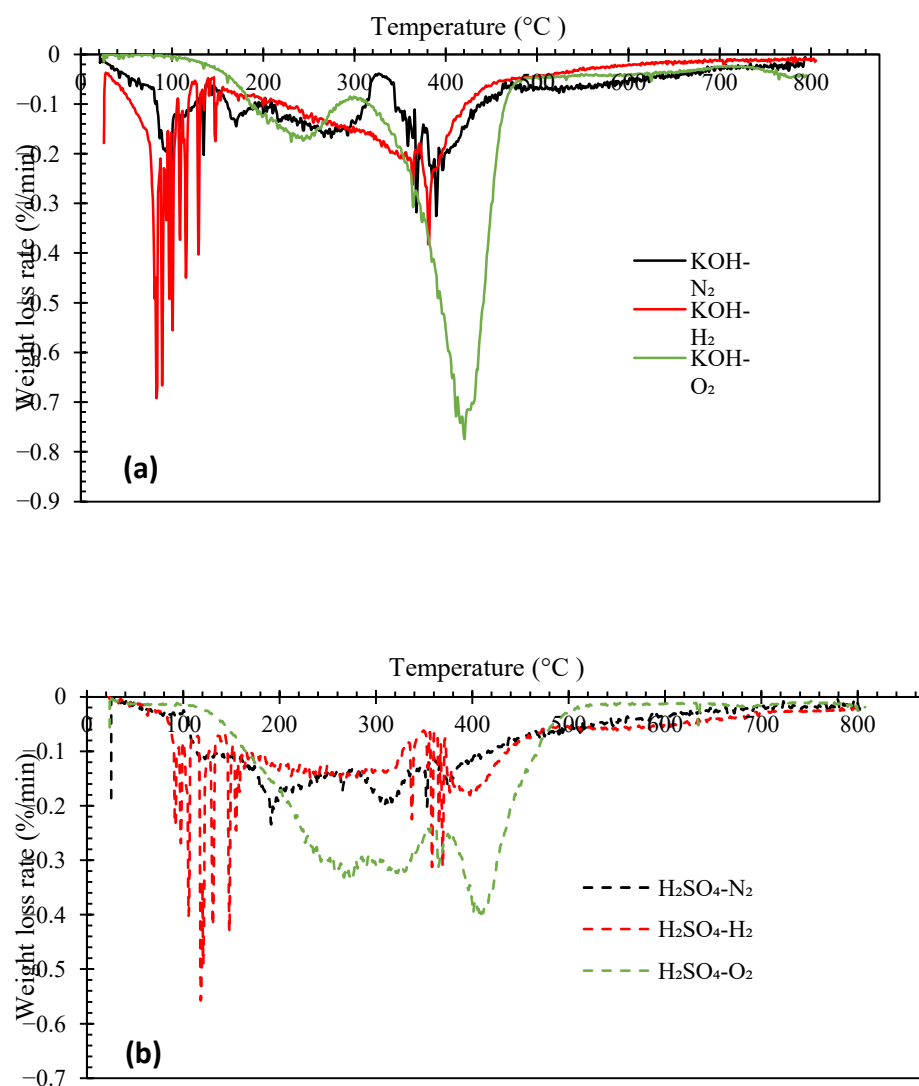 Temperature (°C )
0 100 200 300 400 500 600 700 800
0
−0.1
−0.2
−0.3
−0.4
−0.5
−0.6
−0.7
−0.8
−0.9
Weight loss rate (%/min)
KOH-
N₂
KOH-
H₂
KOH-
O₂
(a)
Temperature (°C )
0 100 200 300 400 500 600 700 800
0
−0.1
−0.2
−0.3
−0.4
−0.5
−0.6
−0.7
Weight loss rate (%/min)
H₂SO₄-N₂
H₂SO₄-H₂
H₂SO₄-O₂
(b)